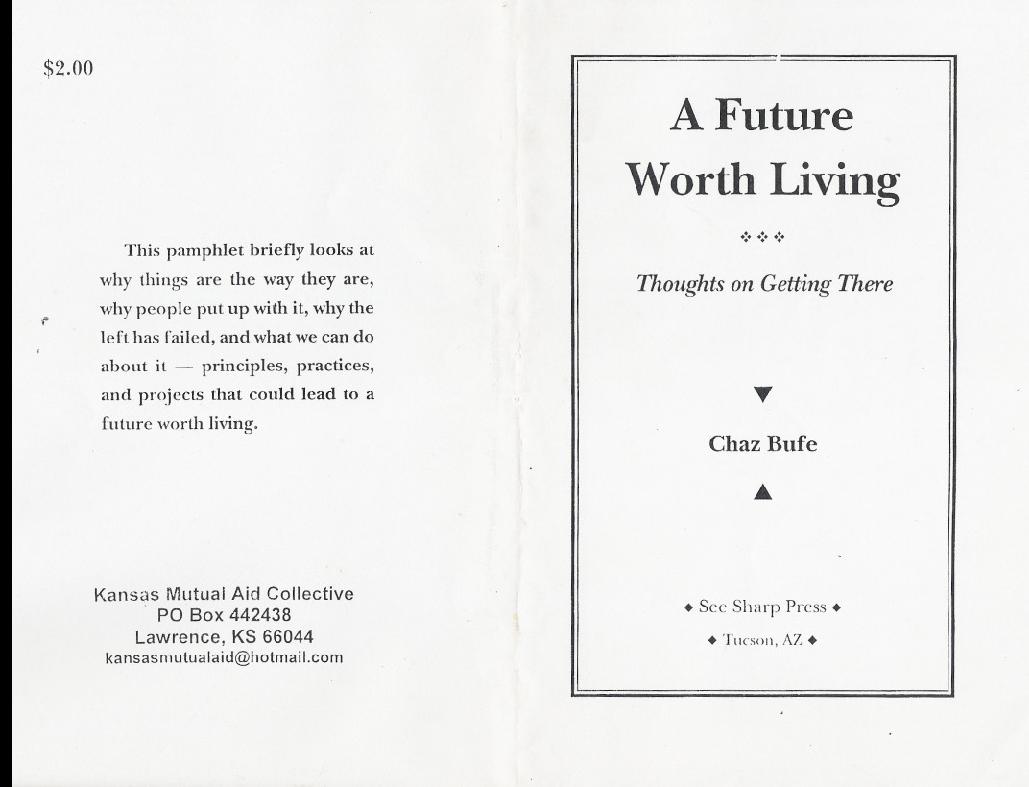 $2.00
This pamphlet briefly looks at
why things are the way they are,
why people put up with it, why the
left has failed, and what we can do
about it — principles, practices,
and projects that could lead to a
future worth living.
Kansas Mutual Aid Collective
PO Box 442438
Lawrence, KS 66044
kansasmutualaid@hotmail.com
A Future
Worth Living
Thoughts on Getting There
Chaz Bufe
See Sharp Press
Tucson, AZ